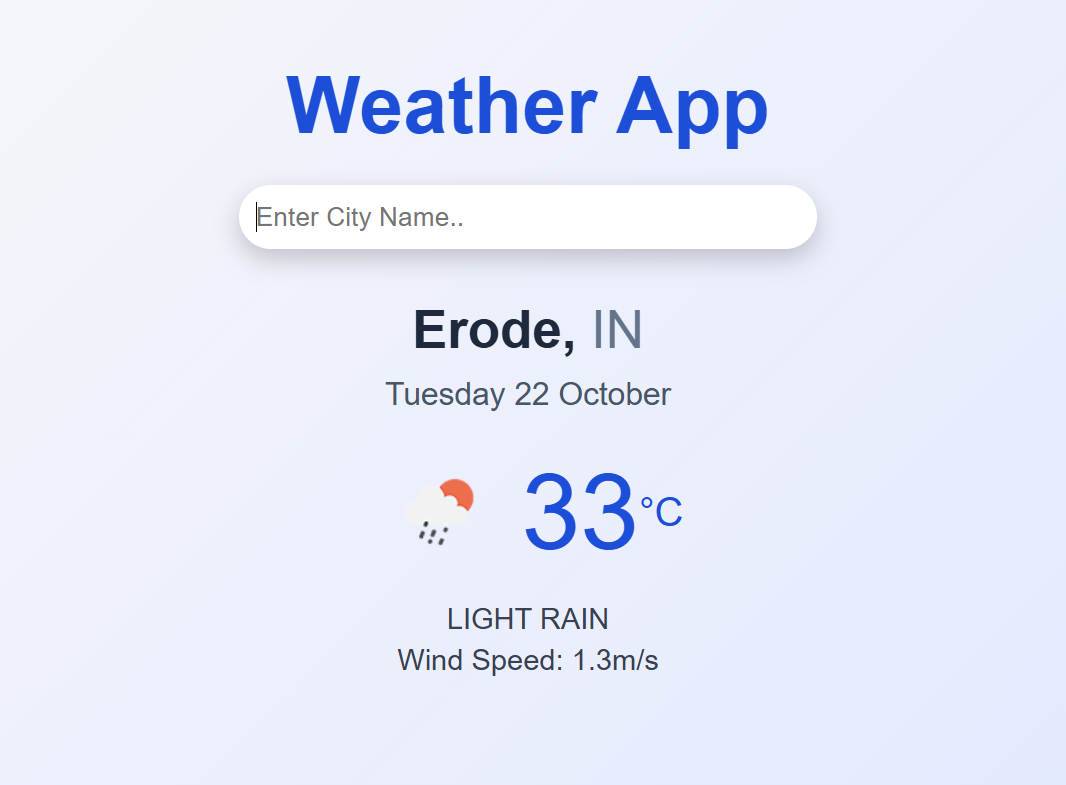 Weather App
Enter City Name..
Erode, IN
Tuesday 22 October
33°C
LIGHT RAIN
Wind Speed: 1.3m/s